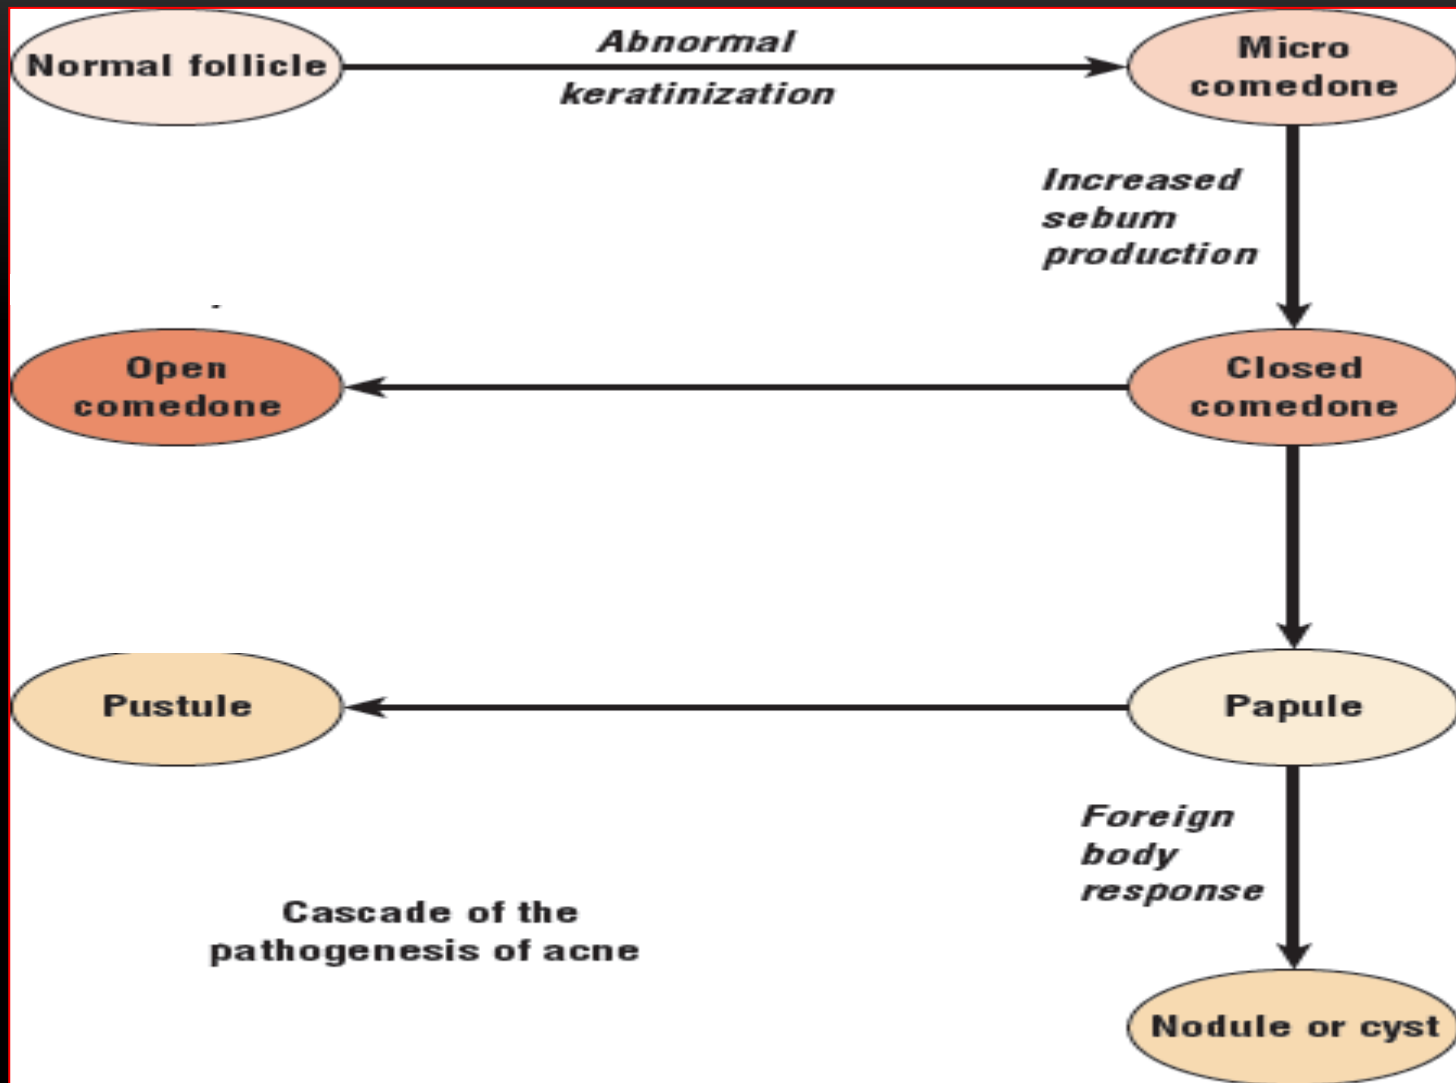 Normal follicle
Abnormal
keratinization
Micro
comedone
Increased
sebum
production
Open
comedone
Closed
comedone
Pustule
Papule
Foreign
body
response
Cascade of the
pathogenesis of acne
Nodule or cyst